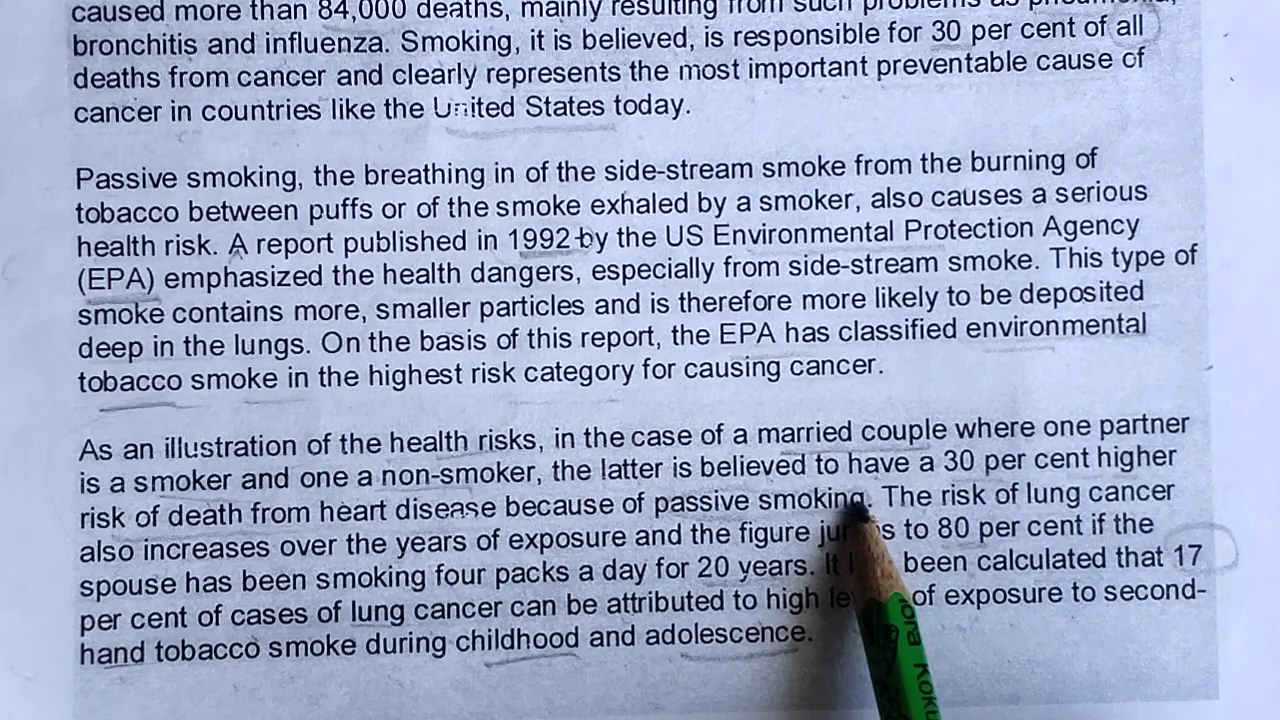 caused more than 84,000 deaths, mainly resulting from such problems as
bronchitis and influenza. Smoking, it is believed, is responsible for 30 per cent of all
deaths from cancer and clearly represents the most important preventable cause of
cancer in countries like the United States today.
Passive smoking, the breathing in of the side-stream smoke from the burning of
tobacco between puffs or of the smoke exhaled by a smoker, also causes a serious
health risk. A report published in 1992 by the US Environmental Protection Agency
(EPA) emphasized the health dangers, especially from side-stream smoke. This type of
smoke contains more, smaller particles and is therefore more likely to be deposited
deep in the lungs. On the basis of this report, the EPA has classified environmental
tobacco smoke in the highest risk category for causing cancer.
As an illustration of the health risks, in the case of a married couple where one partner
is a smoker and one a non-smoker, the latter is believed to have a 30 per cent higher
risk of death from heart disease because of passive smoking. The risk of lung cancer
also increases over the years of exposure and the figure to 80 per cent if the
spouse has been smoking four packs a day for 20 years. It been calculated that 17
per cent of cases of lung cancer can be attributed to high of exposure to second-
hand tobacco smoke during childhood and adolescence.